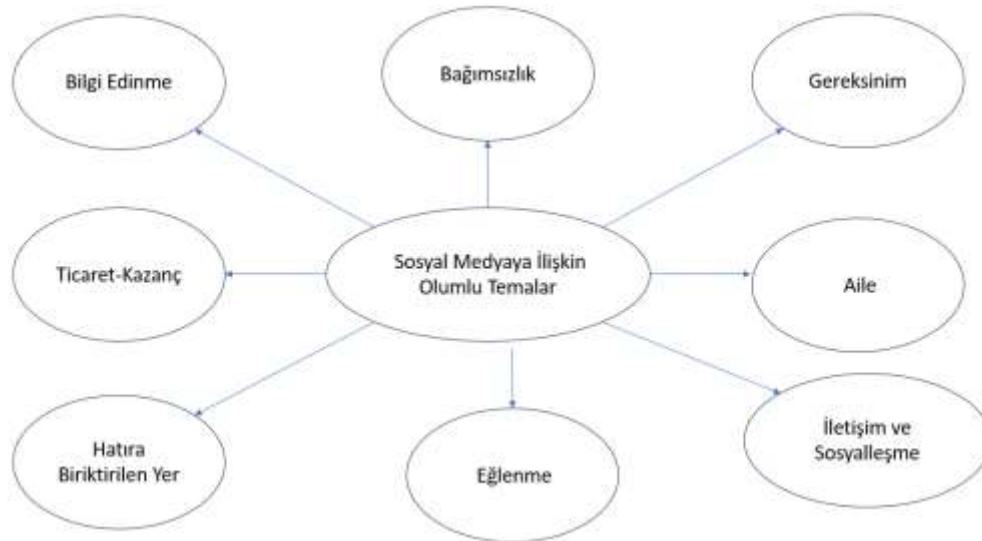 Bilgi Edinme
Bağımsızlık
Gereksinim
Ticaret-Kazanç
Sosyal Medyaya İlişkin
Olumlu Temalar
Aile
Hatıra
Biriktirilen Yer
Eğlenme
İletişim ve
Sosyalleşme